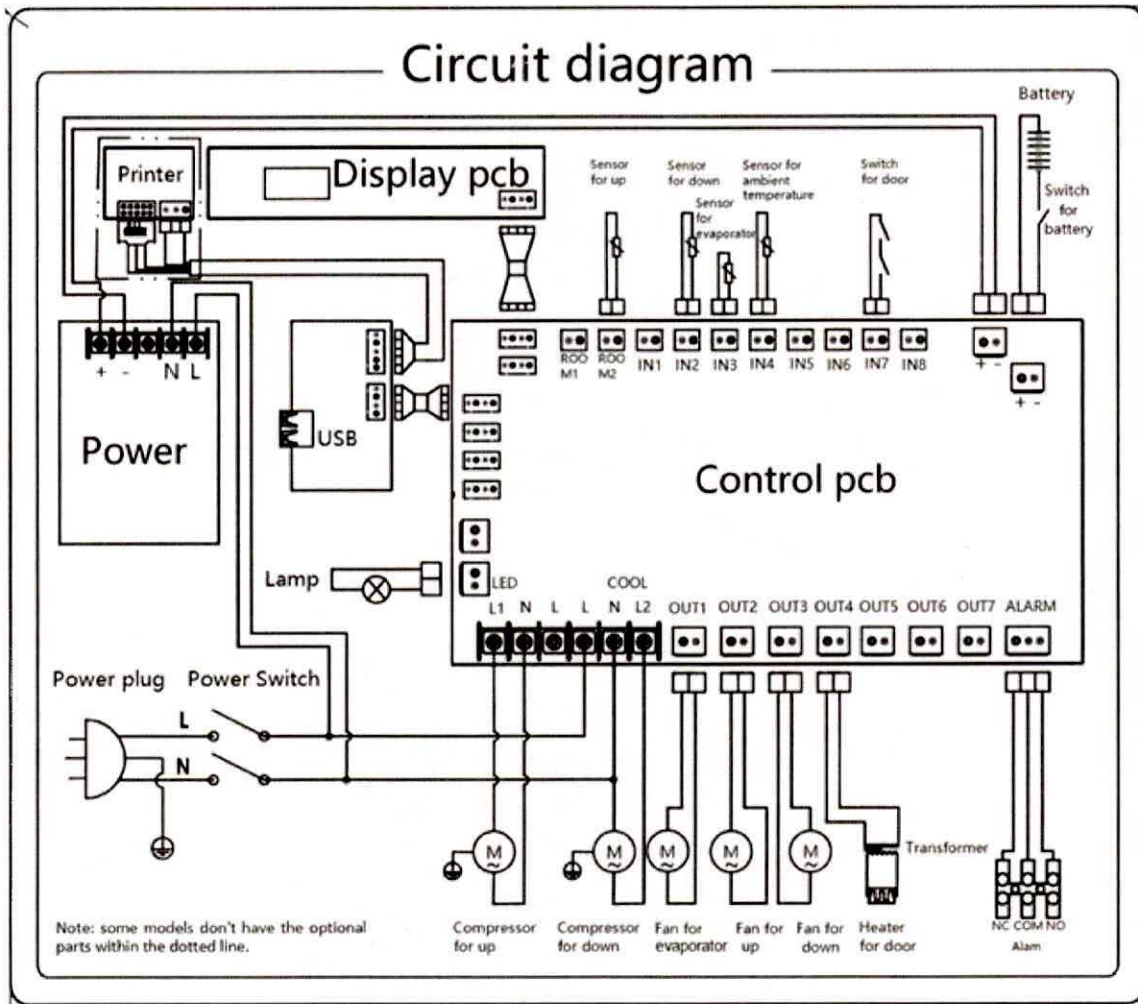 Circuit diagram
Battery
Printer
Display pcb
Sensor
for up
Sensor
for down
Sensor
for
evaporator
Sensor for
ambient
temperature
Switch
for door
Switch
for
battery
+ - N L
Power
USB
ROO
M1
ROO
M2
IN1
IN2
IN3
IN4
IN5
IN6
IN7
IN8
+ -
+ -
Control pcb
Lamp
LED
COOL
L1 N L L N L2
OUT1
OUT2
OUT3
OUT4
OUT5
OUT6
OUT7
ALARM
Power plug
Power Switch
L
N
M
~
M
~
M
~
M
~
M
~
Transformer
NC COM NO
Alam
Compressor
for up
Compressor
for down
Fan for
evaporator
Fan for
up
Fan for
down
Heater
for door
Note: some models don't have the optional
parts within the dotted line.